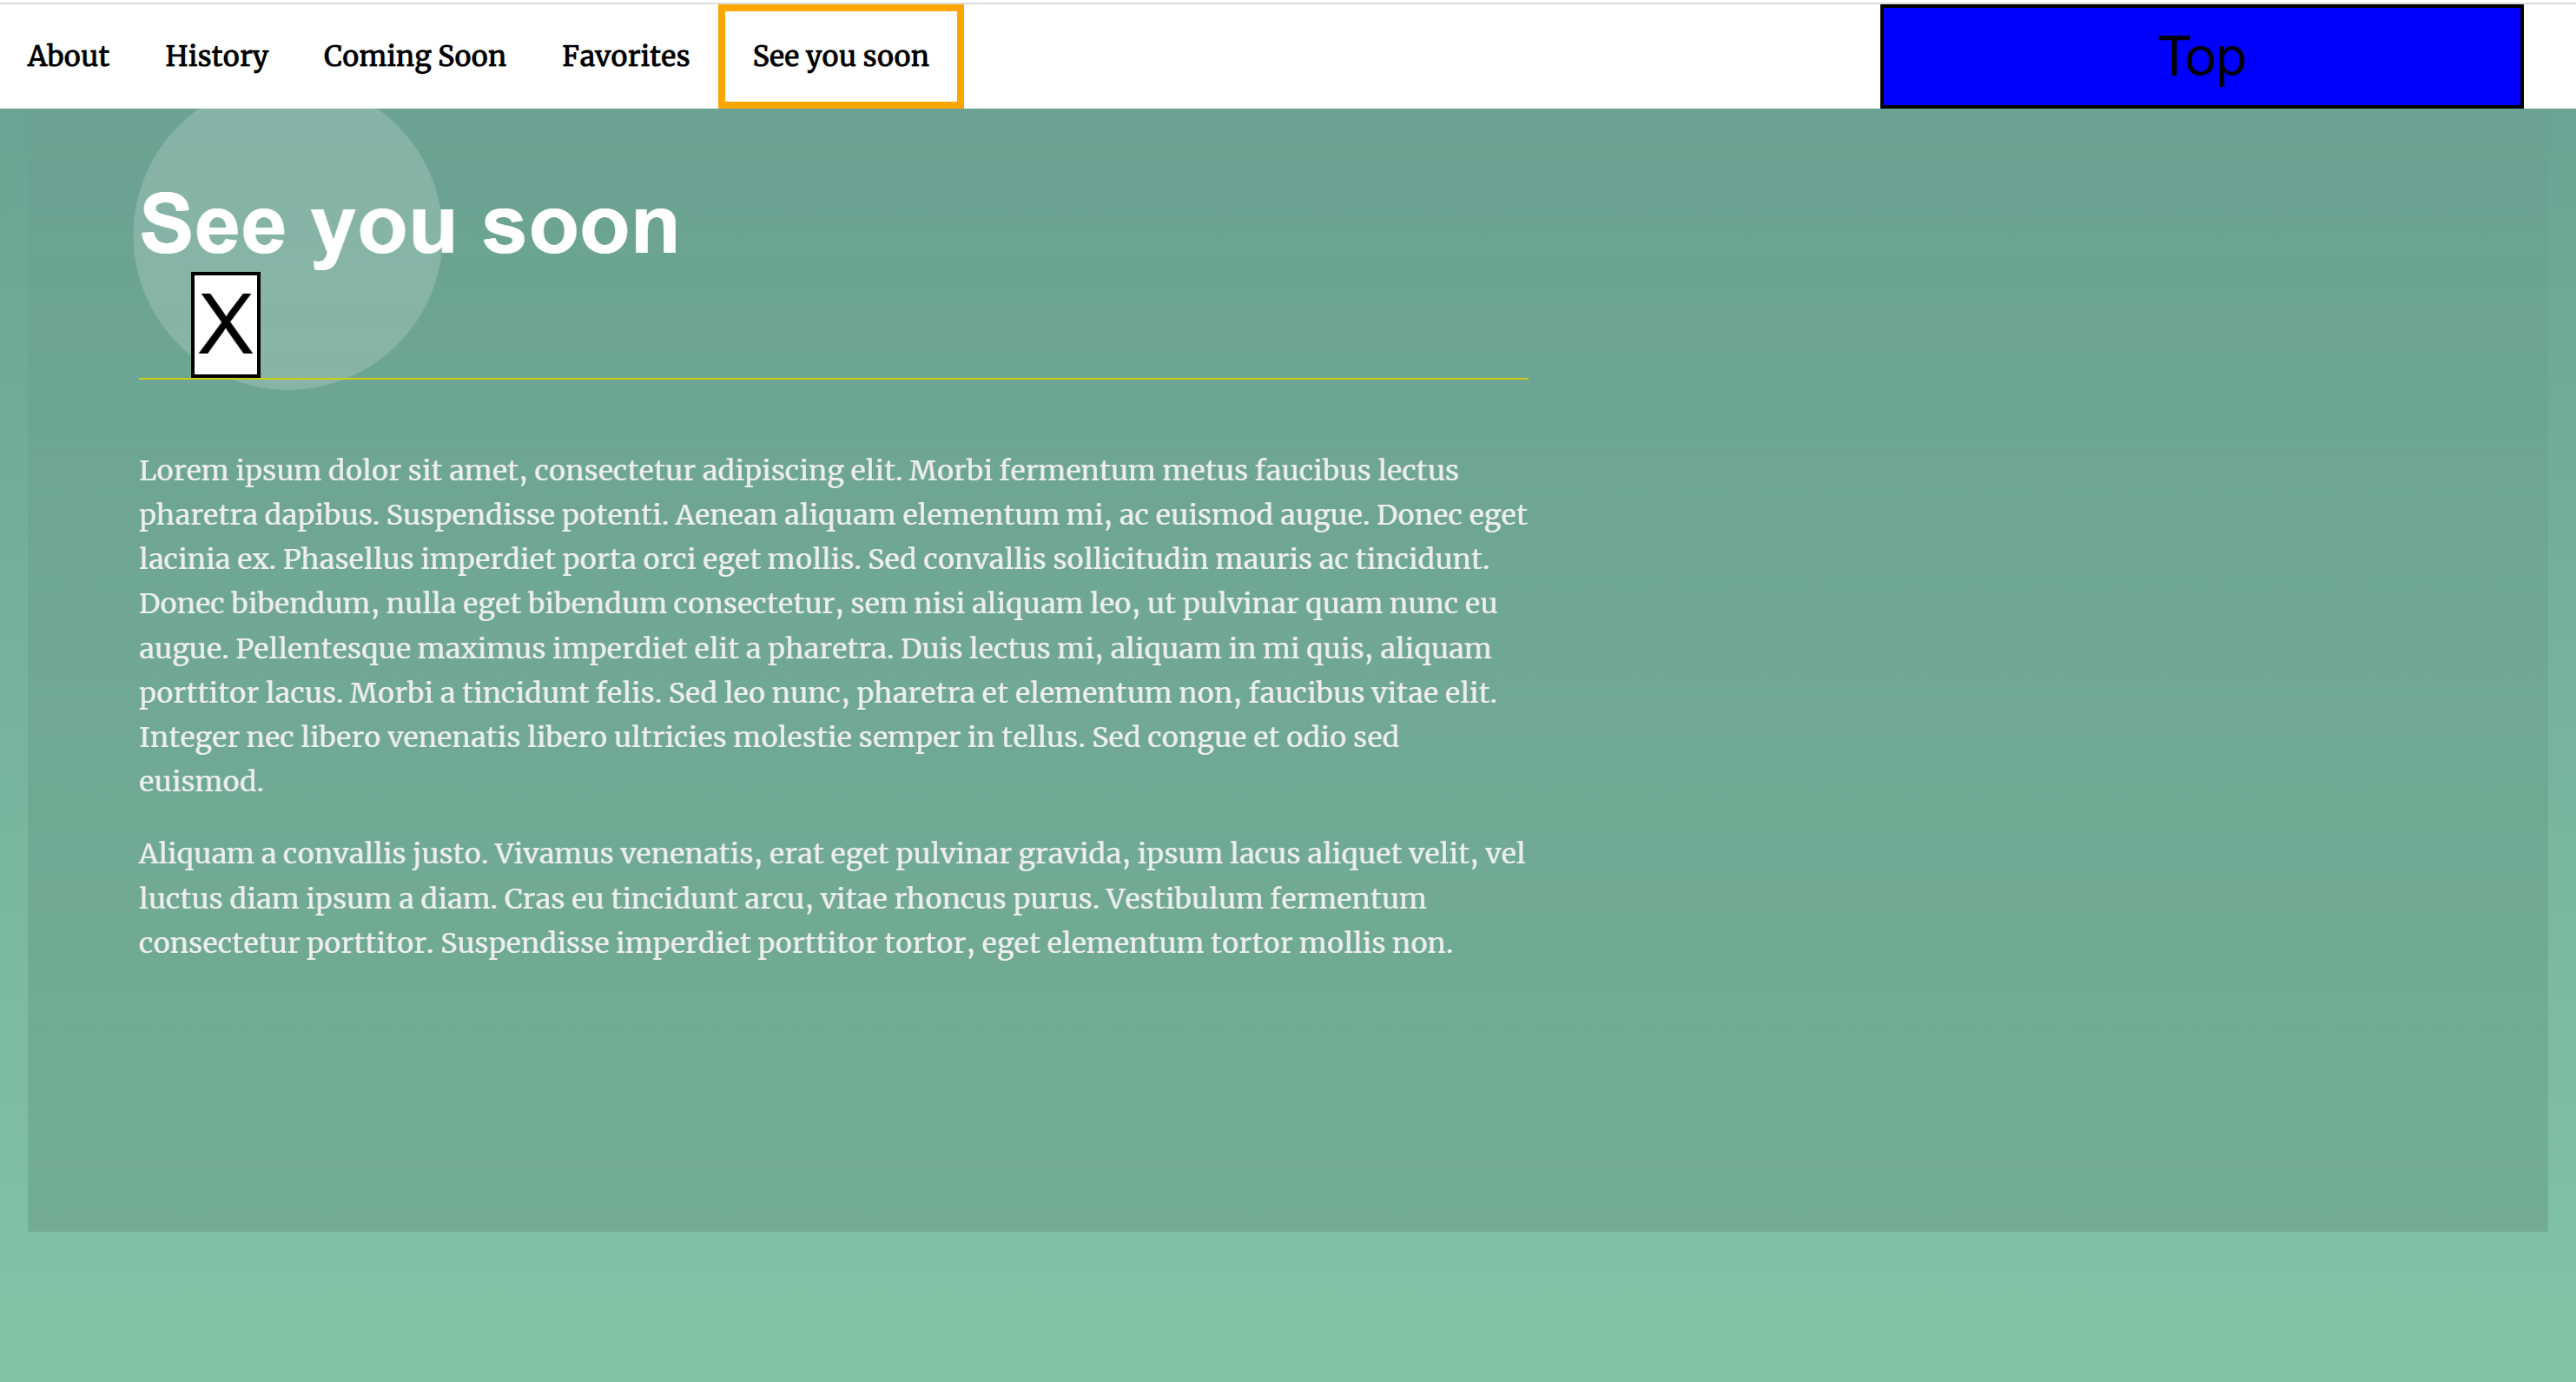 About History Coming Soon Favorites See you soon Top
See you soon
X
Lorem ipsum dolor sit amet, consectetur adipiscing elit. Morbi fermentum metus faucibus lectus
pharetra dapibus. Suspendisse potenti. Aenean aliquam elementum mi, ac euismod augue. Donec eget
lacinia ex. Phasellus imperdiet porta orci eget mollis. Sed convallis sollicitudin mauris ac tincidunt.
Donec bibendum, nulla eget bibendum consectetur, sem nisi aliquam leo, ut pulvinar quam nunc eu
augue. Pellentesque maximus imperdiet elit a pharetra. Duis lectus mi, aliquam in mi quis, aliquam
porttitor lacus. Morbi a tincidunt felis. Sed leo nunc, pharetra et elementum non, faucibus vitae elit.
Integer nec libero venenatis libero ultricies molestie semper in tellus. Sed congue et odio sed
euismod.
Aliquam a convallis justo. Vivamus venenatis, erat eget pulvinar gravida, ipsum lacus aliquet velit, vel
luctus diam ipsum a diam. Cras eu tincidunt arcu, vitae rhoncus purus. Vestibulum fermentum
consectetur porttitor. Suspendisse imperdiet porttitor tortor, eget elementum tortor mollis non.